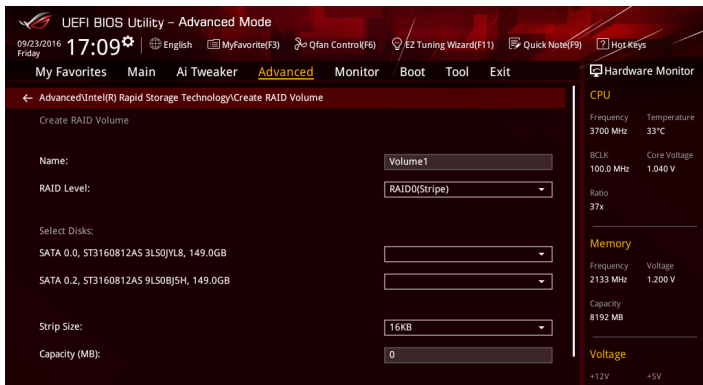 UEFI BIOS Utility – Advanced Mode
09/23/2016 Friday 17:09 English MyFavorite(F3) Qfan Control(F6) EZ Tuning Wizard(F11) Quick Note(F9) ? Hot Keys
My Favorites Main Ai Tweaker Advanced Monitor Boot Tool Exit
← Advanced\Intel(R) Rapid Storage Technology\Create RAID Volume
Create RAID Volume
Name: Volume1
RAID Level: RAID0(Stripe)
Select Disks:
SATA 0.0, ST3160812AS 3LS0JYL8, 149.0GB
SATA 0.2, ST3160812AS 9LS0BJ5H, 149.0GB
Strip Size: 16KB
Capacity (MB): 0
Hardware Monitor
CPU
Frequency Temperature
3700 MHz 33°C
BCLK Core Voltage
100.0 MHz 1.040 V
Ratio
37x
Memory
Frequency Voltage
2133 MHz 1.200 V
Capacity
8192 MB
Voltage
+12V +5V